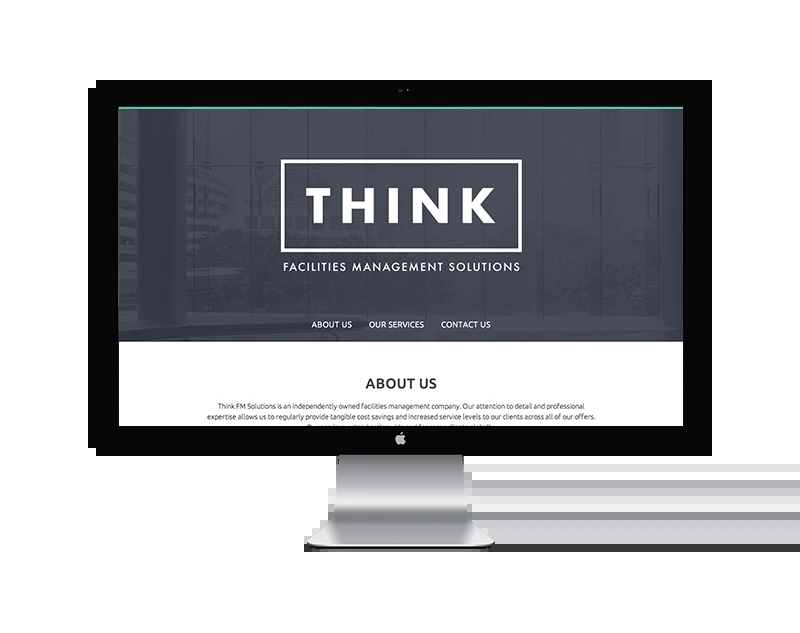 THINK
FACILITIES MANAGEMENT SOLUTIONS
ABOUT US OUR SERVICES CONTACT US
ABOUT US
Think FM Solutions is an independently owned facilities management company. Our attention to detail and professional
expertise allows us to regularly provide tangible cost savings and increased service levels to our clients across all of our offers.